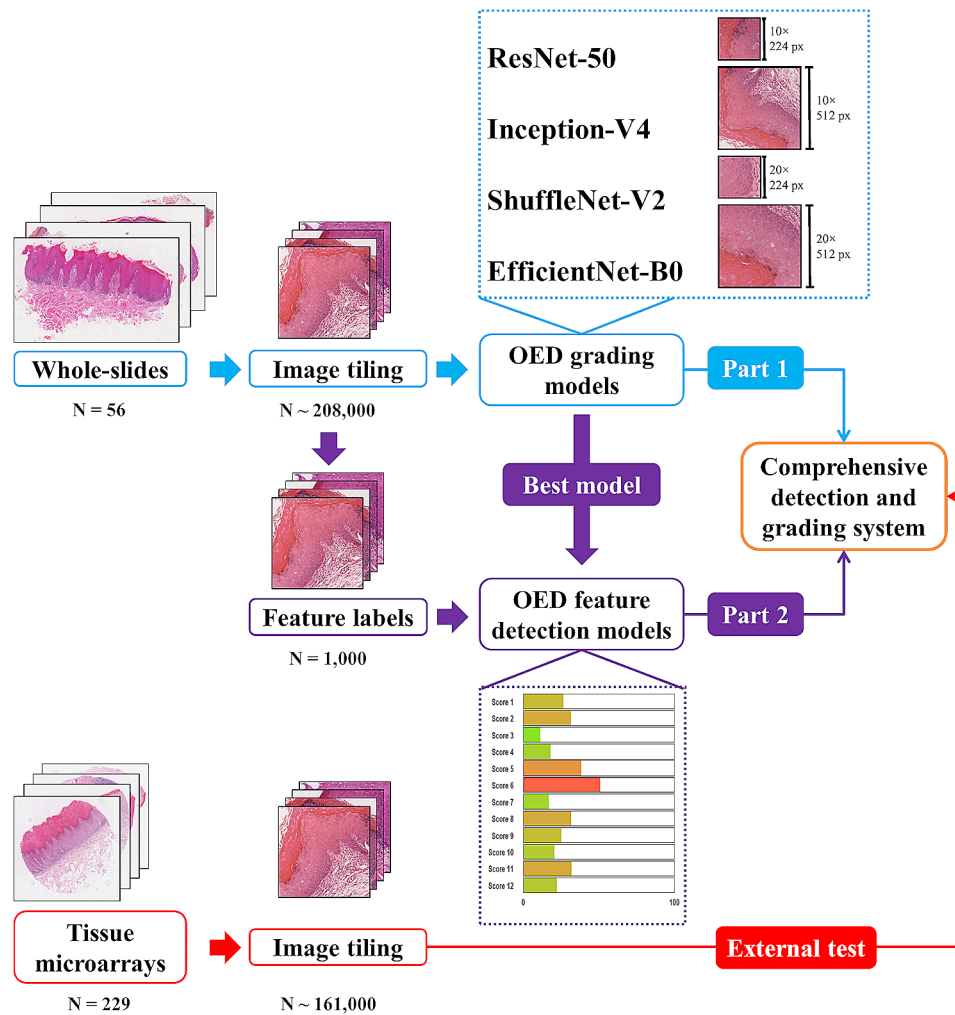 ResNet-50
10×
224 px
Inception-V4
10×
512 px
ShuffleNet-V2
20×
224 px
EfficientNet-B0
20×
512 px
Whole-slides
N = 56
Image tiling
N ~ 208,000
OED grading
models
Part 1
Best model
Comprehensive
detection and
grading system
Feature labels
N = 1,000
OED feature
detection models
Part 2
Score 1
Score 2
Score 3
Score 4
Score 5
Score 6
Score 7
Score 8
Score 9
Score 10
Score 11
Score 12
0 100
Tissue
microarrays
N = 229
Image tiling
N ~ 161,000
External test